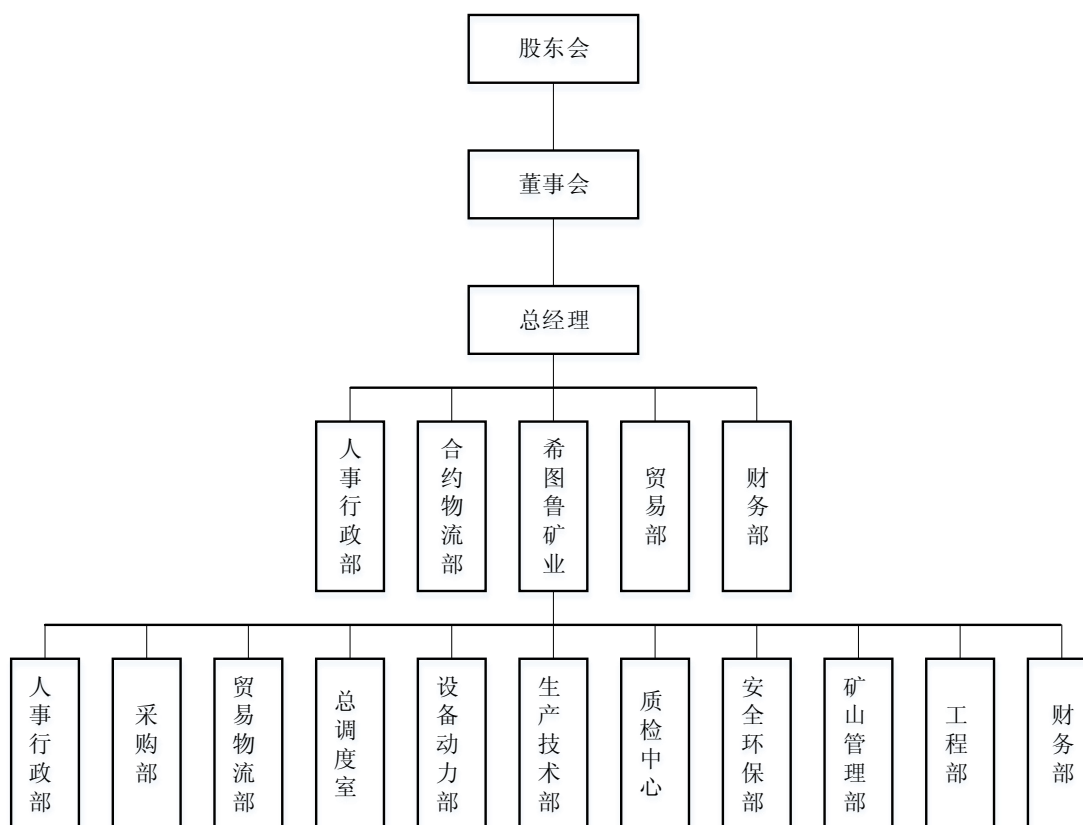 股东会
董事会
总经理
人事行政部
合约物流部
希图鲁矿业
贸易部
财务部
人事行政部
采购部
贸易物流部
总调度室
设备动力部
生产技术部
质检中心
安全环保部
矿山管理部
工程部
财务部